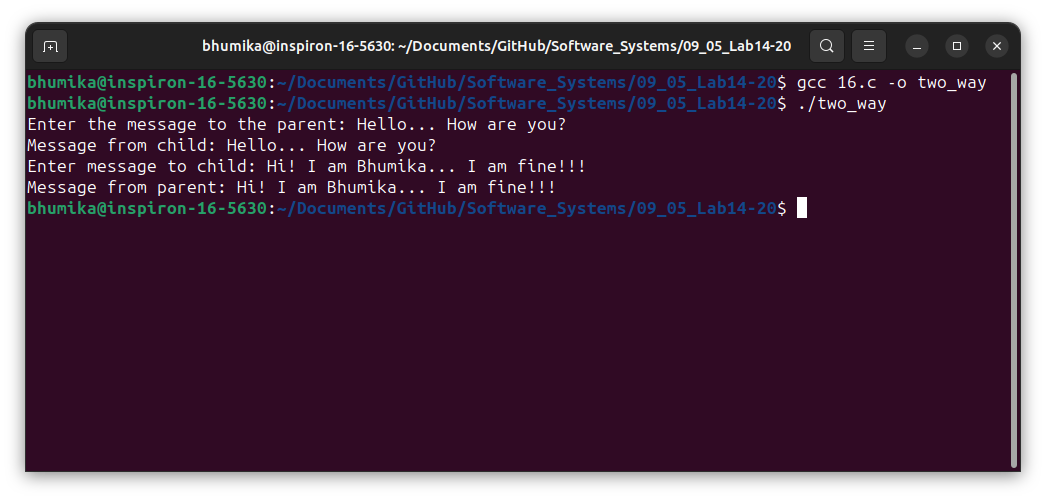 bhumika@inspiron-16-5630: ~/Documents/GitHub/Software_Systems/09_05_Lab14-20
bhumika@inspiron-16-5630:~/Documents/GitHub/Software_Systems/09_05_Lab14-20$ gcc 16.c -o two_way
bhumika@inspiron-16-5630:~/Documents/GitHub/Software_Systems/09_05_Lab14-20$ ./two_way
Enter the message to the parent: Hello... How are you?
Message from child: Hello... How are you?
Enter message to child: Hi! I am Bhumika... I am fine!!!
Message from parent: Hi! I am Bhumika... I am fine!!!
bhumika@inspiron-16-5630:~/Documents/GitHub/Software_Systems/09_05_Lab14-20$